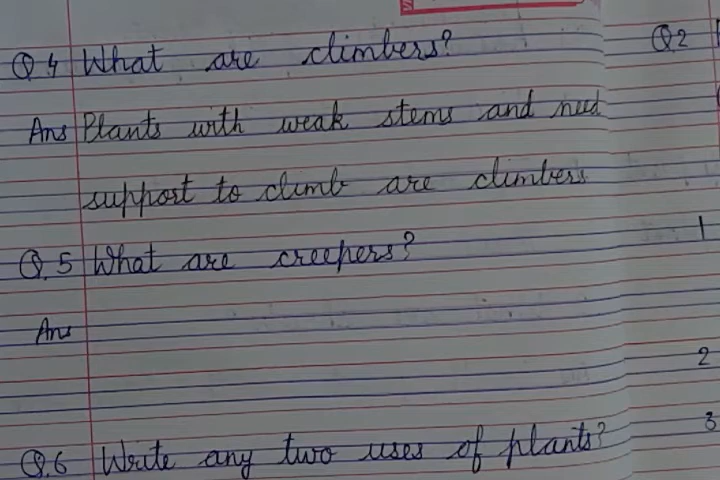 Q 4 What are climbers?
Ans Plants with weak stems and need
support to climb are climbers
Q.5 What are creepers?
Ans
Q.6 Write any two uses of plants?
Q2
1
2
3